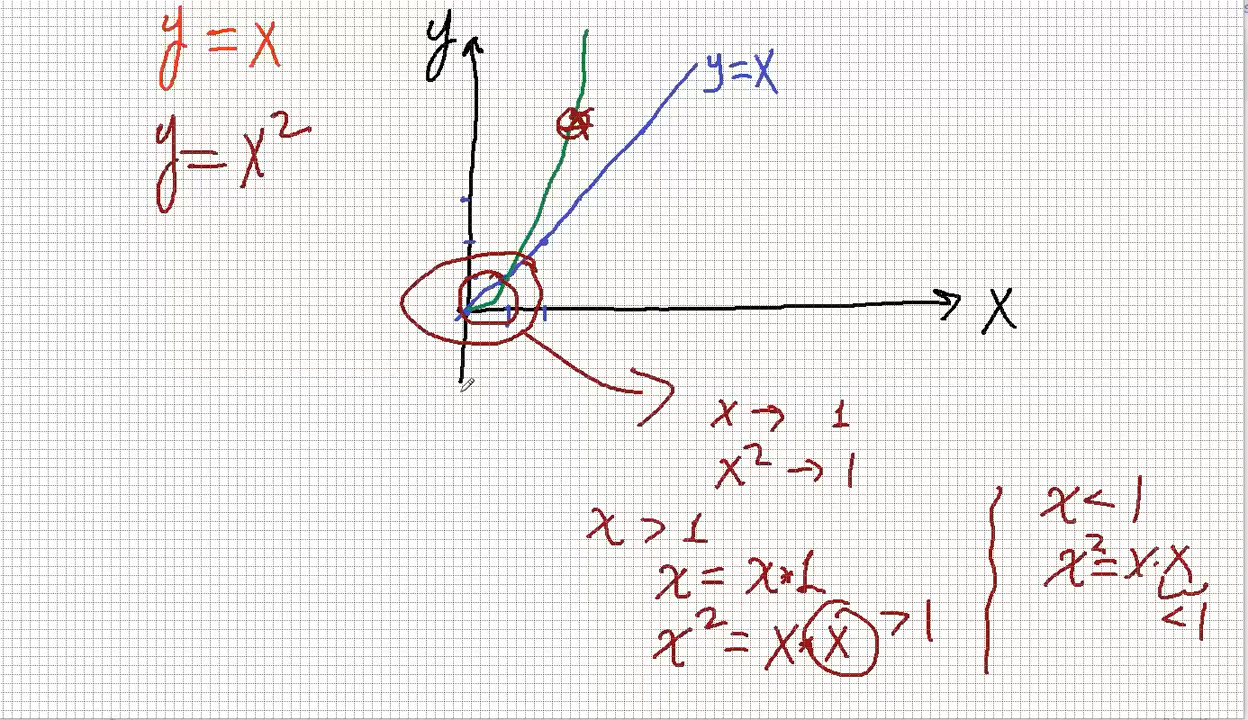 y = x
y = x²
y
y=x
X
x → 1
x² → 1
x > 1
x = x*1
x² = x*x > 1
x < 1
x² = x·x
< 1